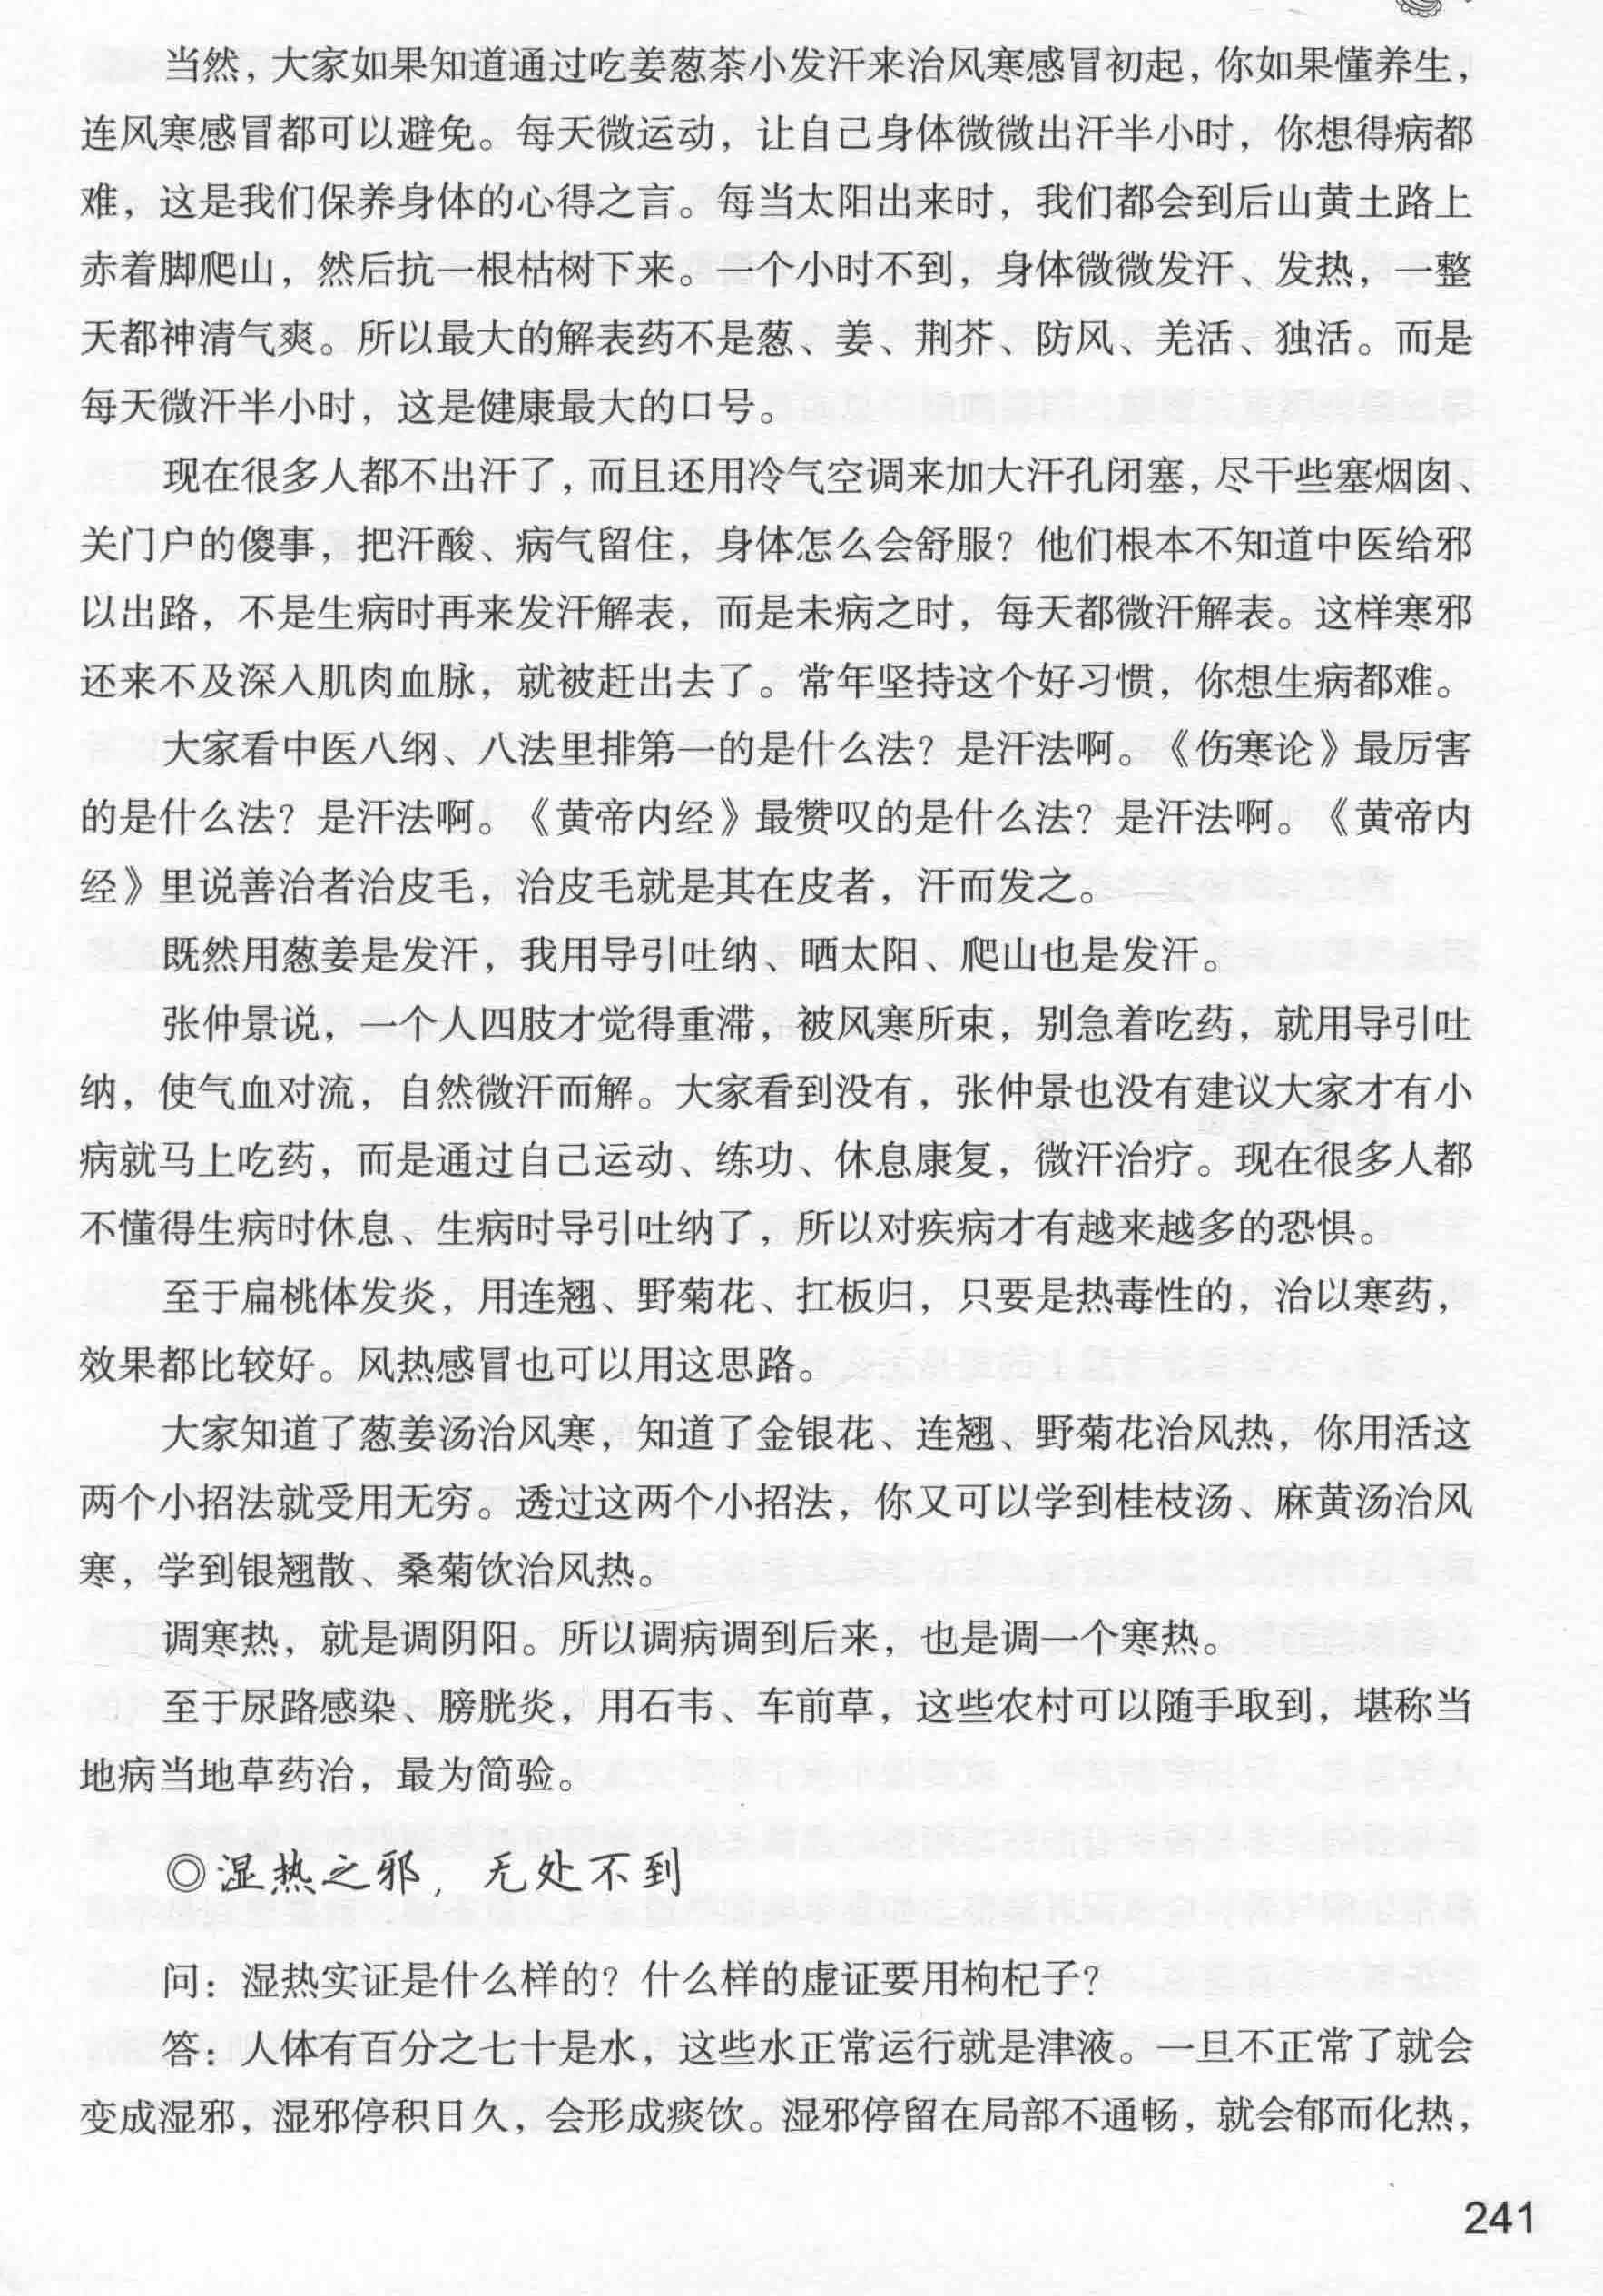 当然，大家如果知道通过吃姜葱茶小发汗来治风寒感冒初起，你如果懂养生，
连风寒感冒都可以避免。每天微运动，让自己身体微微出汗半小时，你想得病都
难，这是我们保养身体的心得之言。每当太阳出来时，我们都会到后山黄土路上
赤着脚爬山，然后抗一根枯树下来。一个小时不到，身体微微发汗、发热，一整
天都神清气爽。所以最大的解表药不是葱、姜、荆芥、防风、羌活、独活。而是
每天微汗半小时，这是健康最大的口号。
现在很多人都不出汗了，而且还用冷气空调来加大汗孔闭塞，尽干些塞烟囱、
关门户的傻事，把汗酸、病气留住，身体怎么会舒服？他们根本不知道中医给邪
以出路，不是生病时再来发汗解表，而是未病之时，每天都微汗解表。这样寒邪
还来不及深入肌肉血脉，就被赶出去了。常年坚持这个好习惯，你想生病都难。
大家看中医八纲、八法里排第一的是什么法？是汗法啊。《伤寒论》最厉害
的是什么法？是汗法啊。《黄帝内经》最赞叹的是什么法？是汗法啊。《黄帝内
经》里说善治者治皮毛，治皮毛就是其在皮者，汗而发之。
既然用葱姜是发汗，我用导引吐纳、晒太阳、爬山也是发汗。
张仲景说，一个人四肢才觉得重滞，被风寒所束，别急着吃药，就用导引吐
纳，使气血对流，自然微汗而解。大家看到没有，张仲景也没有建议大家才有小
病就马上吃药，而是通过自己运动、练功、休息康复，微汗治疗。现在很多人都
不懂得生病时休息、生病时导引吐纳了，所以对疾病才有越来越多的恐惧。
至于扁桃体发炎，用连翘、野菊花、扛板归，只要是热毒性的，治以寒药，
效果都比较好。风热感冒也可以用这思路。
大家知道了葱姜汤治风寒，知道了金银花、连翘、野菊花治风热，你用活这
两个小招法就受用无穷。透过这两个小招法，你又可以学到桂枝汤、麻黄汤治风
寒，学到银翘散、桑菊饮治风热。
调寒热，就是调阴阳。所以调病调到后来，也是调一个寒热。
至于尿路感染、膀胱炎，用石韦、车前草，这些农村可以随手取到，堪称当
地病当地草药治，最为简验。
◎湿热之邪，无处不到
问：湿热实证是什么样的？什么样的虚证要用枸杞子？
答：人体有百分之七十是水，这些水正常运行就是津液。一旦不正常了就会
变成湿邪，湿邪停积日久，会形成痰饮。湿邪停留在局部不通畅，就会郁而化热，
241